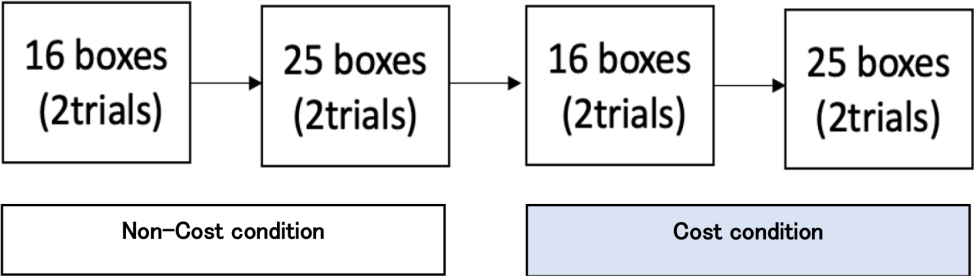 16 boxes
(2trials)
25 boxes
(2trials)
16 boxes
(2trials)
25 boxes
(2trials)
Non-Cost condition
Cost condition